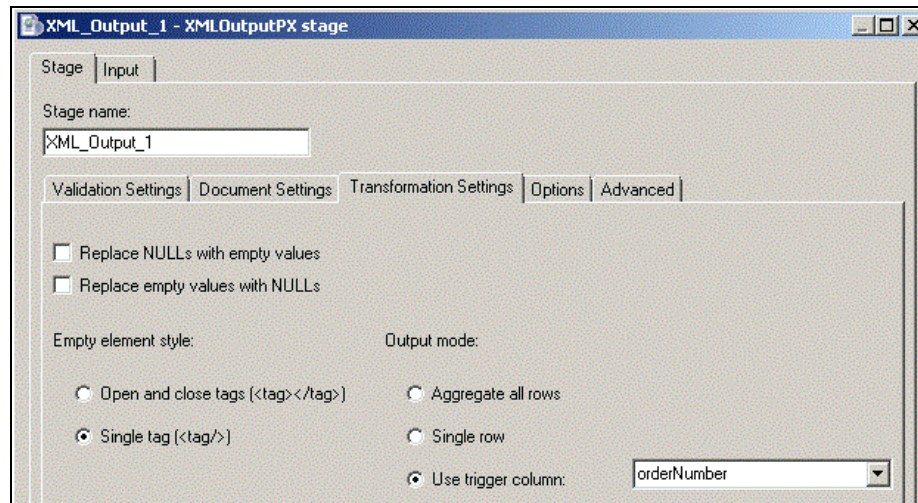 XML_Output_1 - XMLOutputPX stage
Stage Input
Stage name:
XML_Output_1
Validation Settings Document Settings Transformation Settings Options Advanced
Replace NULLs with empty values
Replace empty values with NULLs
Empty element style: Output mode:
Open and close tags (<tag></tag>) Aggregate all rows
Single tag (<tag/>) Single row
Use trigger column: orderNumber